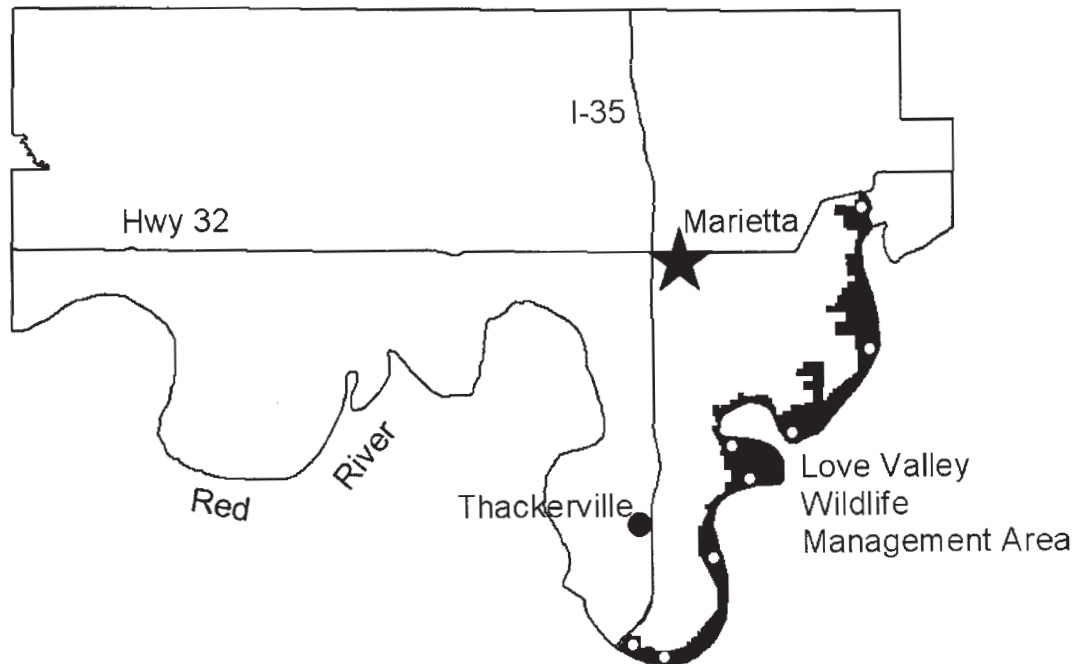 I-35
Hwy 32
Marietta
Red
River
Thackerville
Love Valley
Wildlife
Management Area